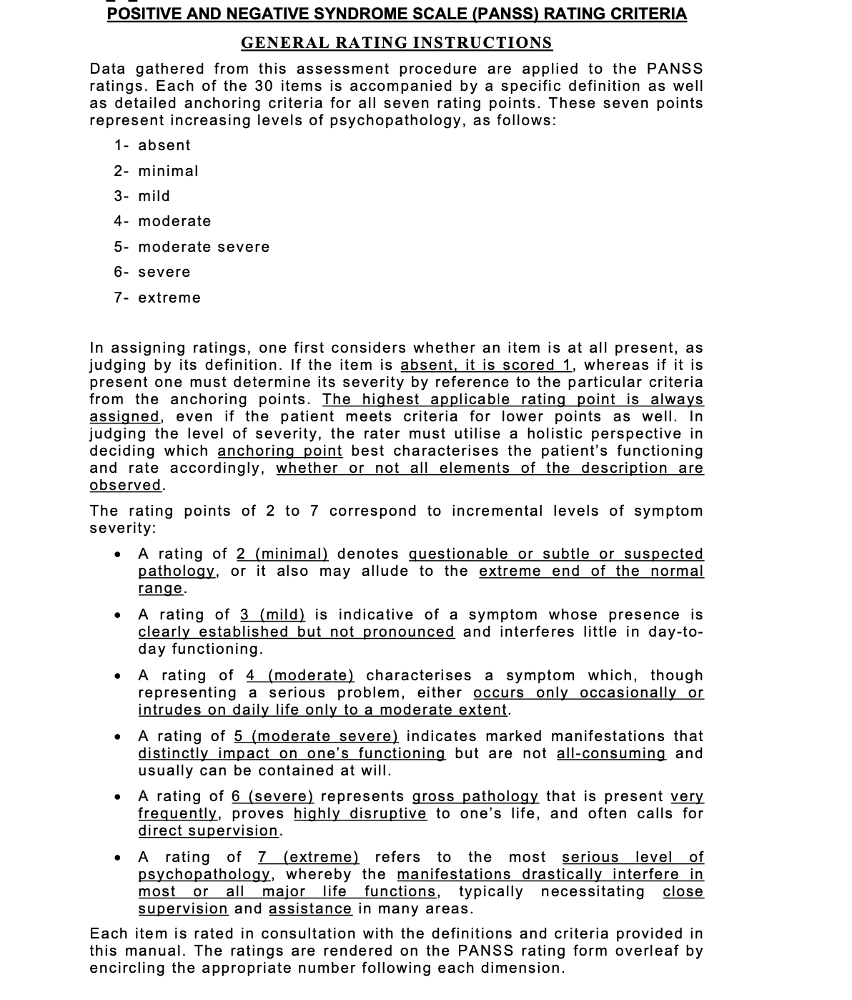 POSITIVE AND NEGATIVE SYNDROME SCALE (PANSS) RATING CRITERIA
GENERAL RATING INSTRUCTIONS
Data gathered from this assessment procedure are applied to the PANSS
ratings. Each of the 30 items is accompanied by a specific definition as well
as detailed anchoring criteria for all seven rating points. These seven points
represent increasing levels of psychopathology, as follows:
1- absent
2- minimal
3- mild
4- moderate
5- moderate severe
6- severe
7- extreme
In assigning ratings, one first considers whether an item is at all present, as
judging by its definition. If the item is absent, it is scored 1, whereas if it is
present one must determine its severity by reference to the particular criteria
from the anchoring points. The highest applicable rating point is always
assigned, even if the patient meets criteria for lower points as well. In
judging the level of severity, the rater must utilise a holistic perspective in
deciding which anchoring point best characterises the patient's functioning
and rate accordingly, whether or not all elements of the description are
observed.
The rating points of 2 to 7 correspond to incremental levels of symptom
severity:
• A rating of 2 (minimal) denotes questionable or subtle or suspected
pathology, or it also may allude to the extreme end of the normal
range.
• A rating of 3 (mild) is indicative of a symptom whose presence is
clearly established but not pronounced and interferes little in day-to-
day functioning.
• A rating of 4 (moderate) characterises a symptom which, though
representing a serious problem, either occurs only occasionally or
intrudes on daily life only to a moderate extent.
• A rating of 5 (moderate severe) indicates marked manifestations that
distinctly impact on one's functioning but are not all-consuming and
usually can be contained at will.
• A rating of 6 (severe) represents gross pathology that is present very
frequently, proves highly disruptive to one's life, and often calls for
direct supervision.
• A rating of 7 (extreme) refers to the most serious level of
psychopathology, whereby the manifestations drastically interfere in
most or all major life functions, typically necessitating close
supervision and assistance in many areas.
Each item is rated in consultation with the definitions and criteria provided in
this manual. The ratings are rendered on the PANSS rating form overleaf by
encircling the appropriate number following each dimension.